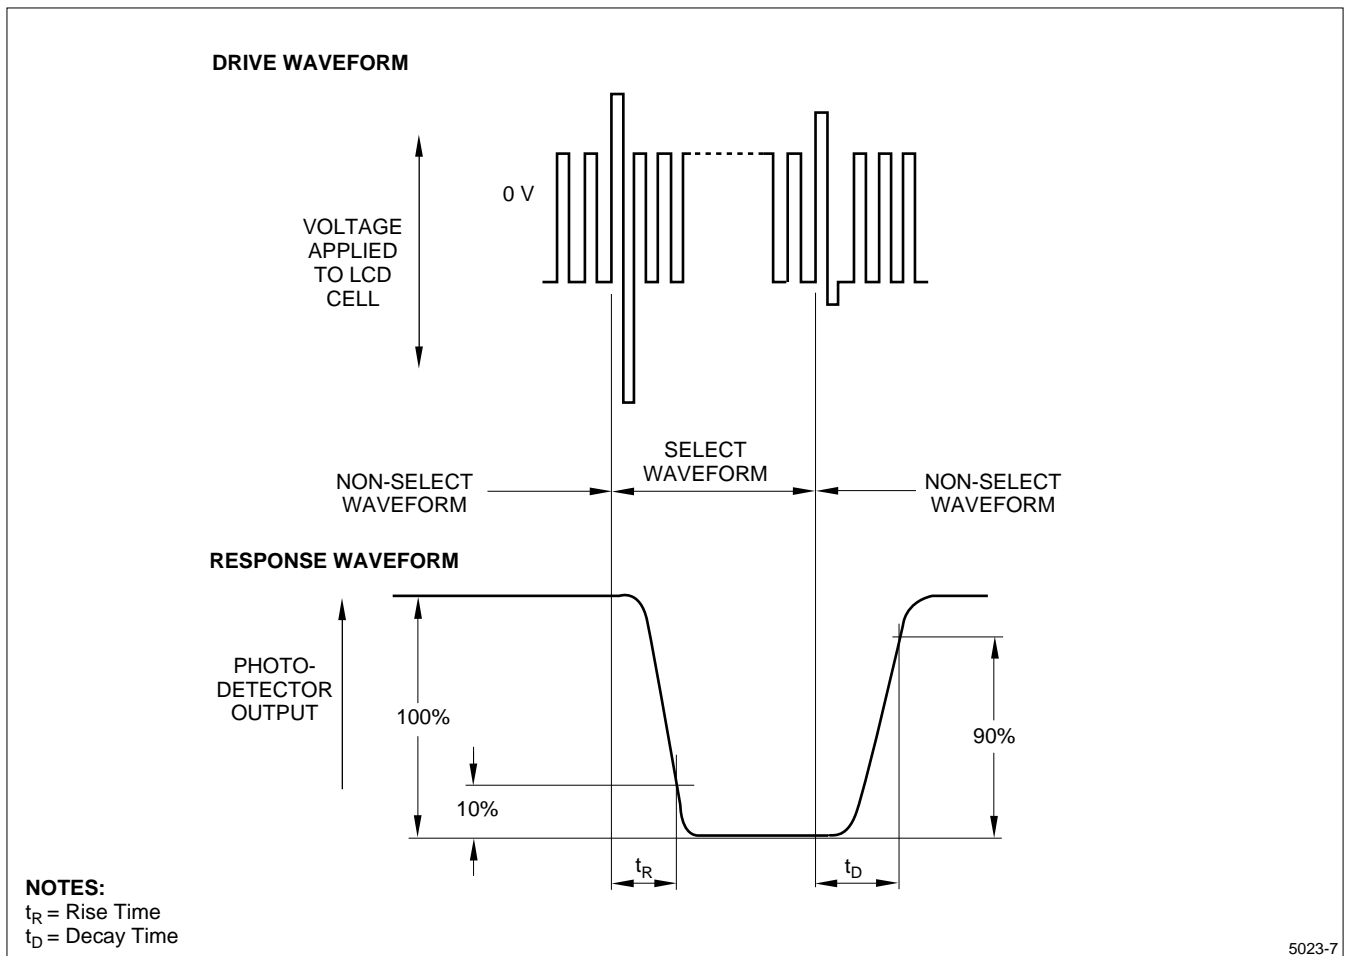 DRIVE WAVEFORM
0 V
VOLTAGE
APPLIED
TO LCD
CELL
SELECT
WAVEFORM
NON-SELECT
WAVEFORM
NON-SELECT
WAVEFORM
RESPONSE WAVEFORM
PHOTO-
DETECTOR
OUTPUT
100%
90%
10%
tR
tD
NOTES:
tR = Rise Time
tD = Decay Time
5023-7